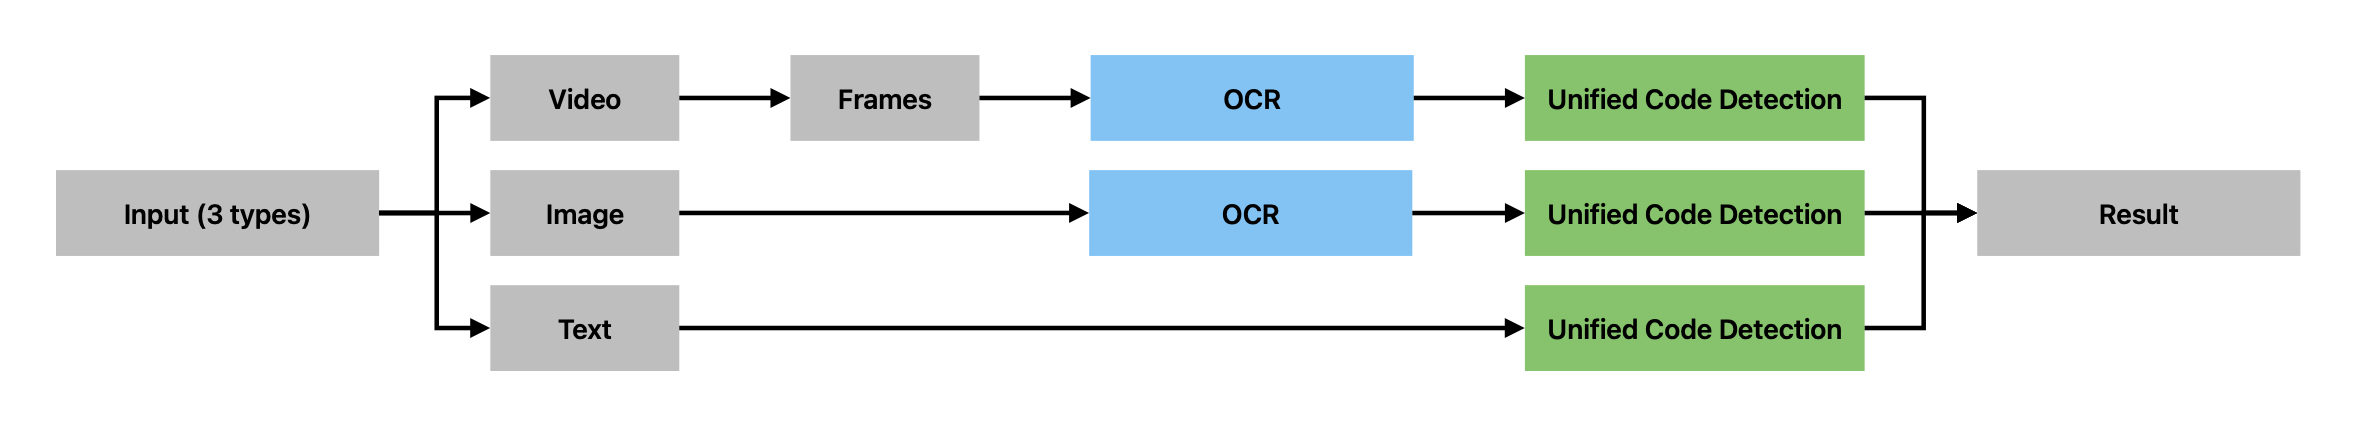 Input (3 types)
Video
Frames
OCR
Unified Code Detection
Image
OCR
Unified Code Detection
Text
Unified Code Detection
Result